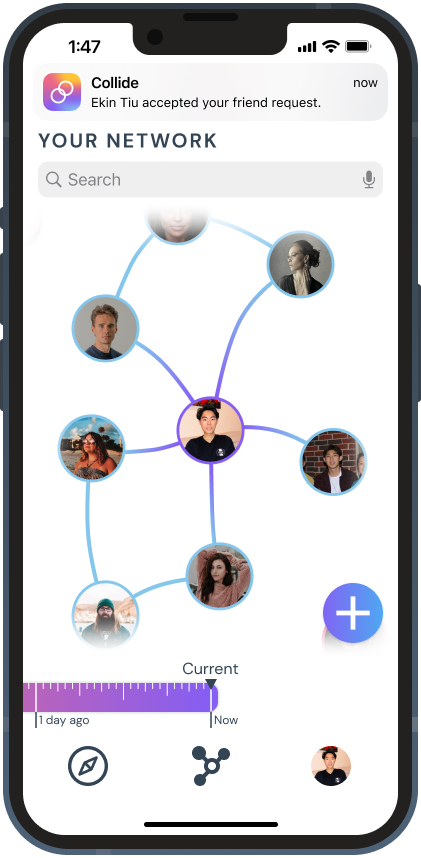 1:47
Collide
now
Ekin Tiu accepted your friend request.
YOUR NETWORK
Search
Current
1 day ago
Now